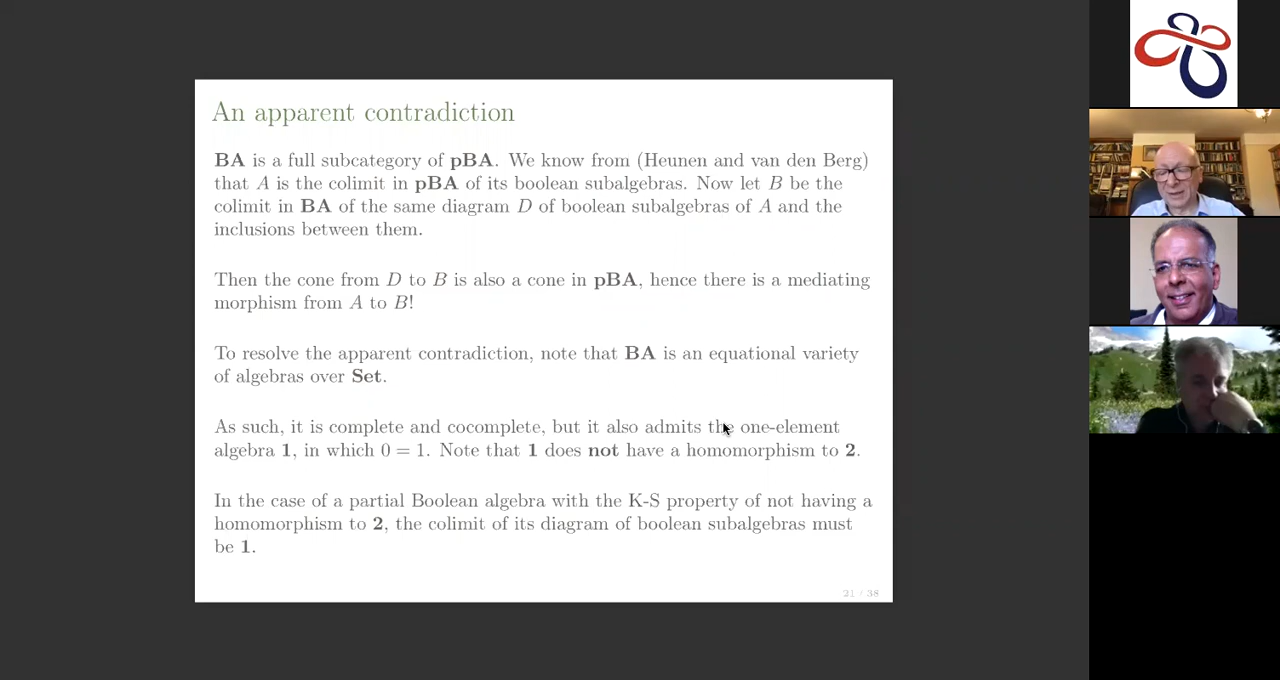 An apparent contradiction
BA is a full subcategory of pBA. We know from (Heunen and van den Berg)
that A is the colimit in pBA of its boolean subalgebras. Now let B be the
colimit in BA of the same diagram D of boolean subalgebras of A and the
inclusions between them.
Then the cone from D to B is also a cone in pBA, hence there is a mediating
morphism from A to B!
To resolve the apparent contradiction, note that BA is an equational variety
of algebras over Set.
As such, it is complete and cocomplete, but it also admits the one-element
algebra 1, in which 0 = 1. Note that 1 does not have a homomorphism to 2.
In the case of a partial Boolean algebra with the K-S property of not having a
homomorphism to 2, the colimit of its diagram of boolean subalgebras must
be 1.
21 / 38